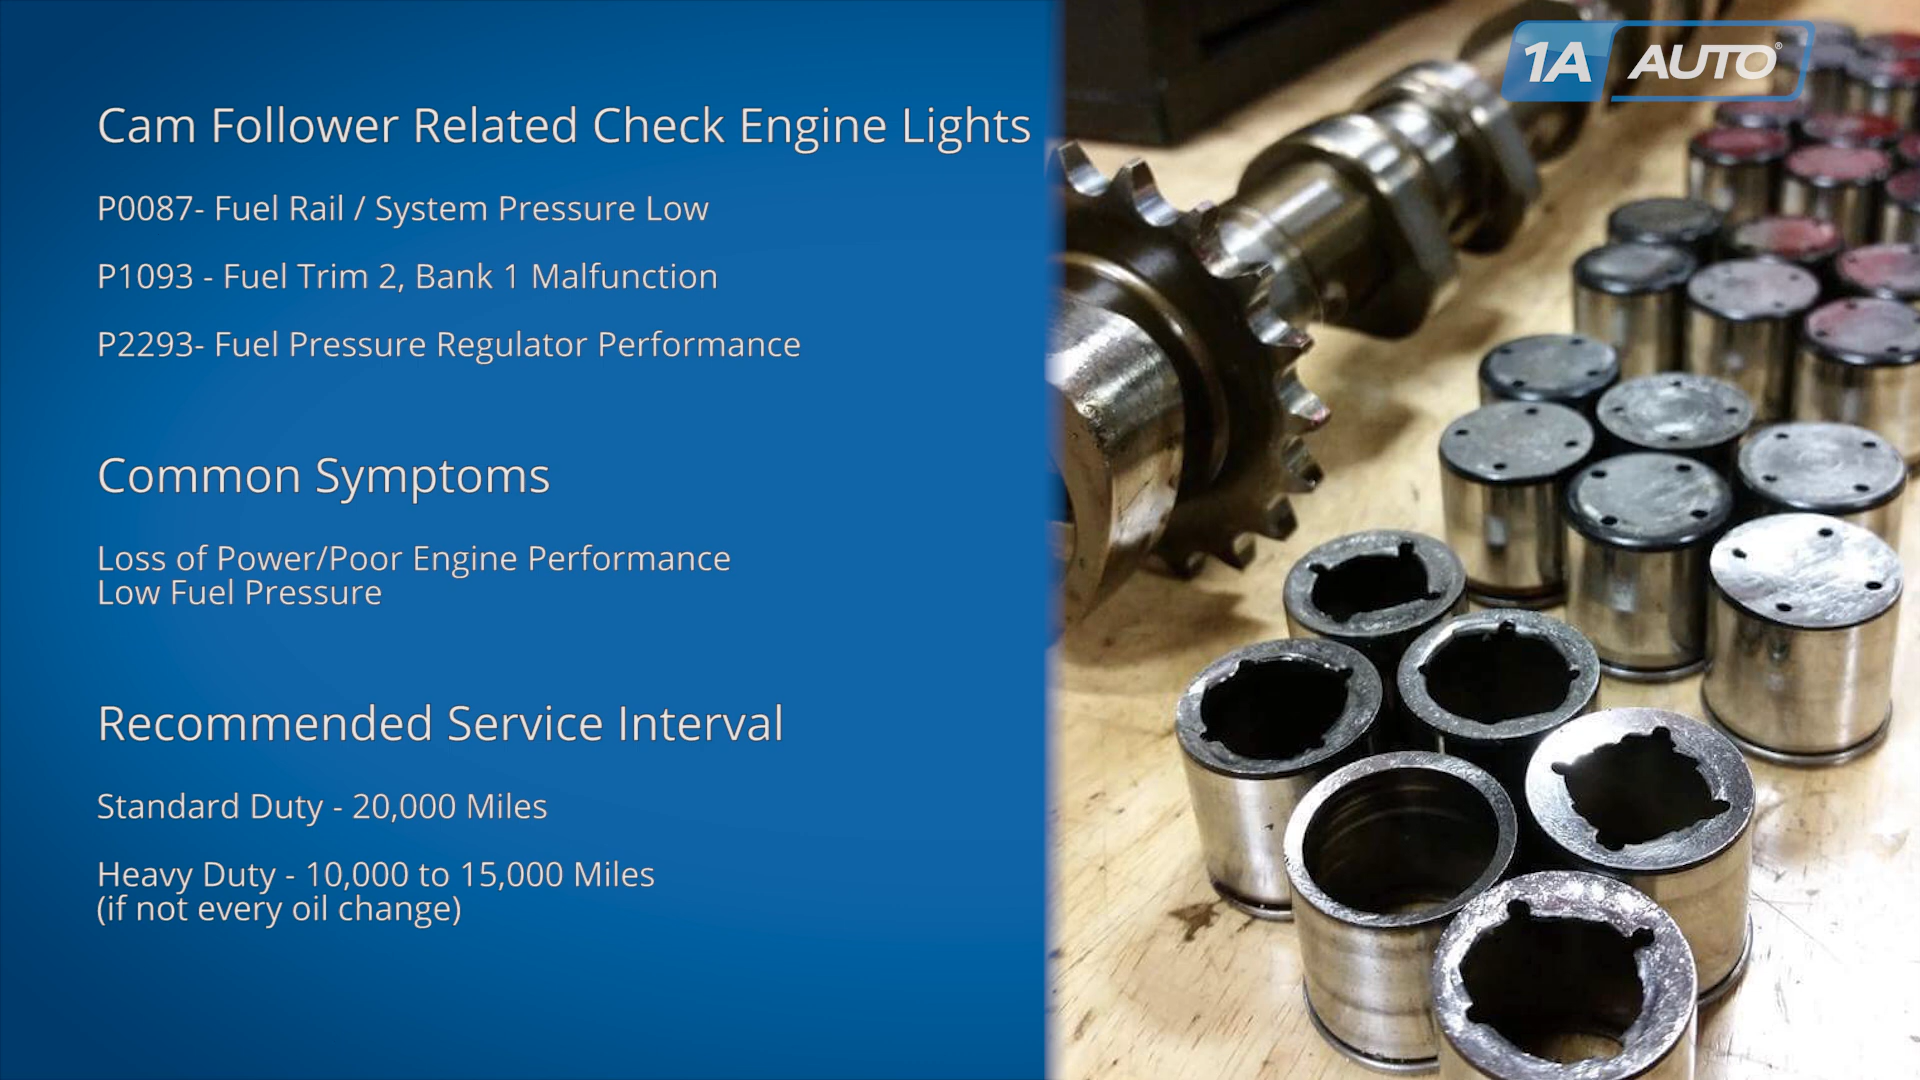 1A AUTO®
Cam Follower Related Check Engine Lights
P0087- Fuel Rail / System Pressure Low
P1093 - Fuel Trim 2, Bank 1 Malfunction
P2293- Fuel Pressure Regulator Performance
Common Symptoms
Loss of Power/Poor Engine Performance
Low Fuel Pressure
Recommended Service Interval
Standard Duty - 20,000 Miles
Heavy Duty - 10,000 to 15,000 Miles
(if not every oil change)